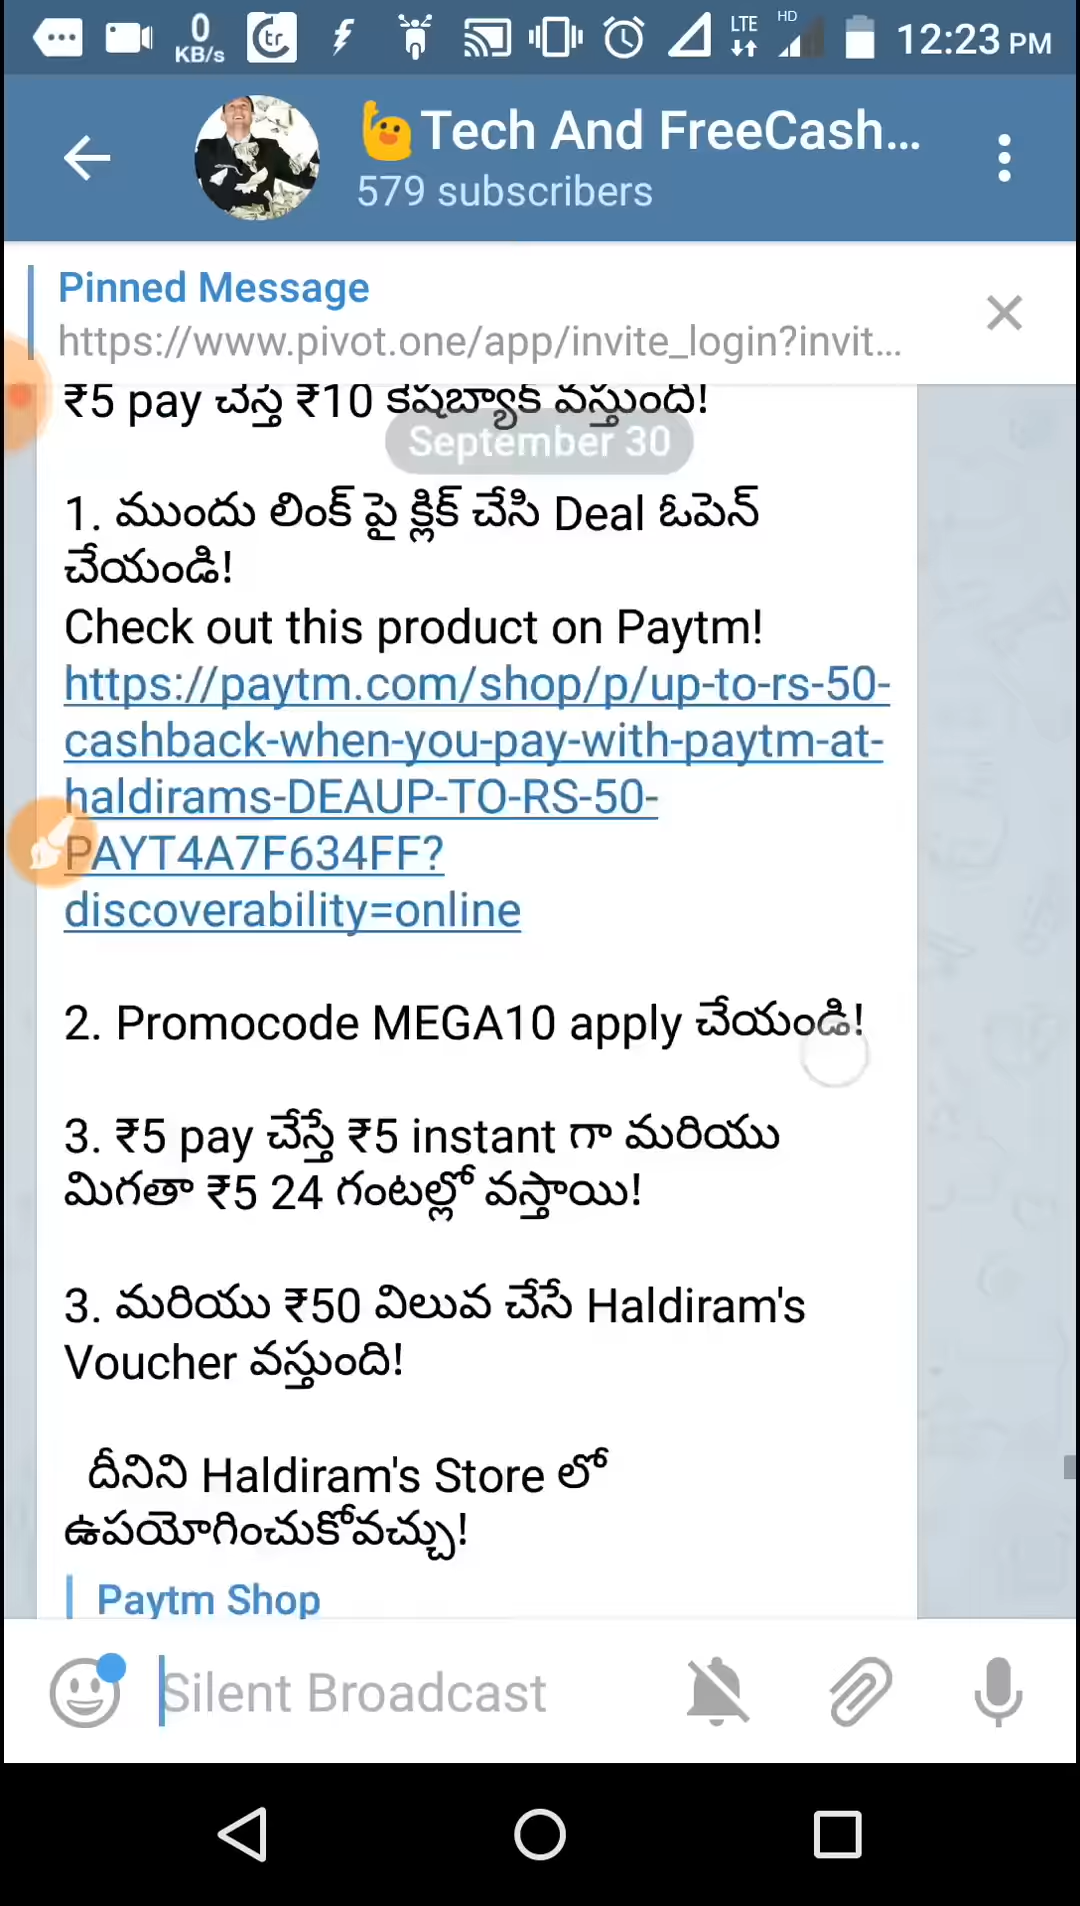 0
KB/s
tr
LTE
HD
12:23 PM
🙋Tech And FreeCash...
579 subscribers
Pinned Message
https://www.pivot.one/app/invite_login?invit...
₹5 pay చేస్తే ₹10 కేష్‌బ్యాక్ వస్తుంది!
September 30
1. ముందు లింక్ పై క్లిక్ చేసి Deal ఓపెన్
చేయండి!
Check out this product on Paytm!
https://paytm.com/shop/p/up-to-rs-50-
cashback-when-you-pay-with-paytm-at-
haldirams-DEAUP-TO-RS-50-
PAYT4A7F634FF?
discoverability=online
2. Promocode MEGA10 apply చేయండి!
3. ₹5 pay చేస్తే ₹5 instant గా మరియు
మిగతా ₹5 24 గంటల్లో వస్తాయి!
3. మరియు ₹50 విలువ చేసే Haldiram's
Voucher వస్తుంది!
దీనిని Haldiram's Store లో
ఉపయోగించుకోవచ్చు!
Paytm Shop
Silent Broadcast